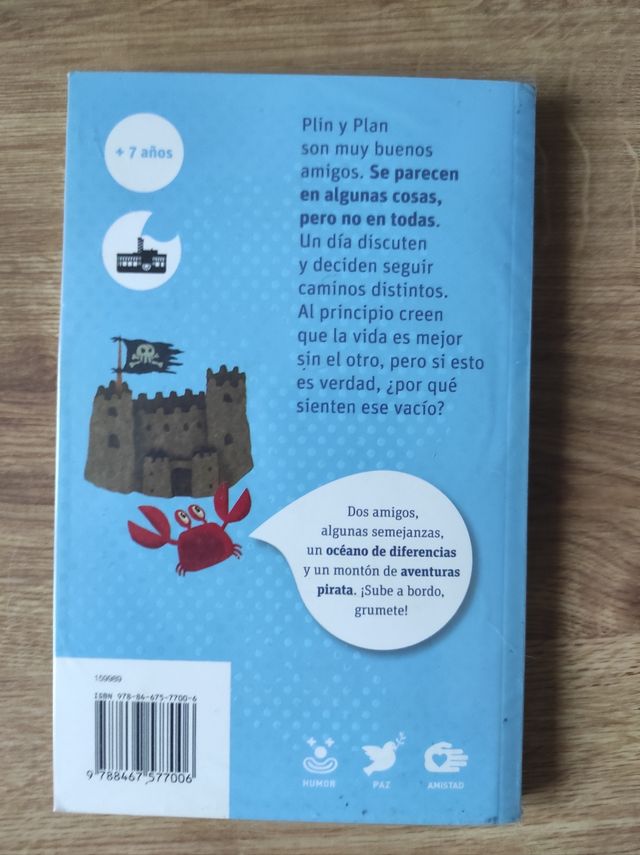 + 7 años
Plin y Plan
son muy buenos
amigos. Se parecen
en algunas cosas,
pero no en todas.
Un día discuten
y deciden seguir
caminos distintos.
Al principio creen
que la vida es mejor
sin el otro, pero si esto
es verdad, ¿por qué
sienten ese vacío?
Dos amigos,
algunas semejanzas,
un océano de diferencias
y un montón de aventuras
pirata. ¡Sube a bordo,
grumete!
159989
ISBN 978-84-675-7700-6
9 788467 577006
HUMOR
PAZ
AMISTAD